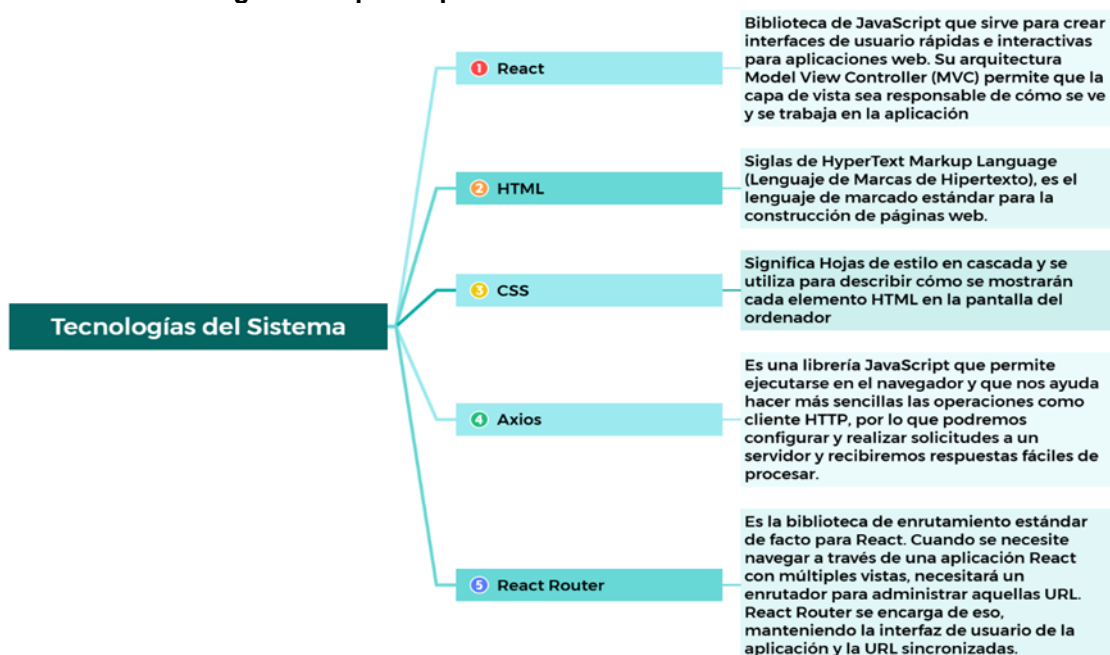 Tecnologías del Sistema
1 React
Biblioteca de JavaScript que sirve para crear
interfaces de usuario rápidas e interactivas
para aplicaciones web. Su arquitectura
Model View Controller (MVC) permite que la
capa de vista sea responsable de cómo se ve
y se trabaja en la aplicación
2 HTML
Siglas de HyperText Markup Language
(Lenguaje de Marcas de Hipertexto), es el
lenguaje de marcado estándar para la
construcción de páginas web.
3 CSS
Significa Hojas de estilo en cascada y se
utiliza para describir cómo se mostrarán
cada elemento HTML en la pantalla del
ordenador
4 Axios
Es una librería JavaScript que permite
ejecutarse en el navegador y que nos ayuda
hacer más sencillas las operaciones como
cliente HTTP, por lo que podremos
configurar y realizar solicitudes a un
servidor y recibiremos respuestas fáciles de
procesar.
5 React Router
Es la biblioteca de enrutamiento estándar
de facto para React. Cuando se necesite
navegar a través de una aplicación React
con múltiples vistas, necesitará un
enrutador para administrar aquellas URL.
React Router se encarga de eso,
manteniendo la interfaz de usuario de la
aplicación y la URL sincronizadas.